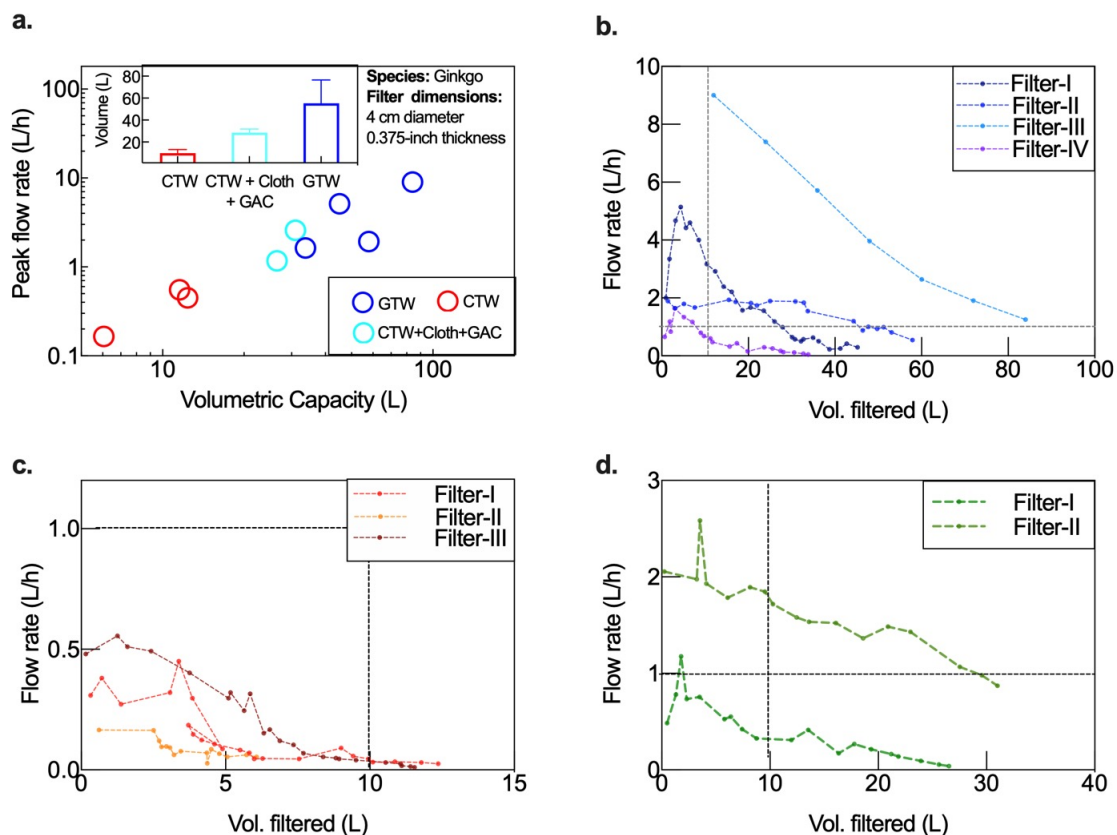 a.
100
10
1
0.1
Peak flow rate (L/h)
10
100
Volumetric Capacity (L)
80
60
40
20
Volume (L)
CTW
CTW + Cloth
+ GAC
GTW
Species: Ginkgo
Filter dimensions:
4 cm diameter
0.375-inch thickness
GTW
CTW
CTW+Cloth+GAC
b.
10
8
6
4
2
0
Flow rate (L/h)
0
20
40
60
80
100
Vol. filtered (L)
Filter-I
Filter-II
Filter-III
Filter-IV
c.
1.0
0.5
0.0
Flow rate (L/h)
0
5
10
15
Vol. filtered (L)
Filter-I
Filter-II
Filter-III
d.
3
2
1
0
Flow rate (L/h)
0
10
20
30
40
Vol. filtered (L)
Filter-I
Filter-II